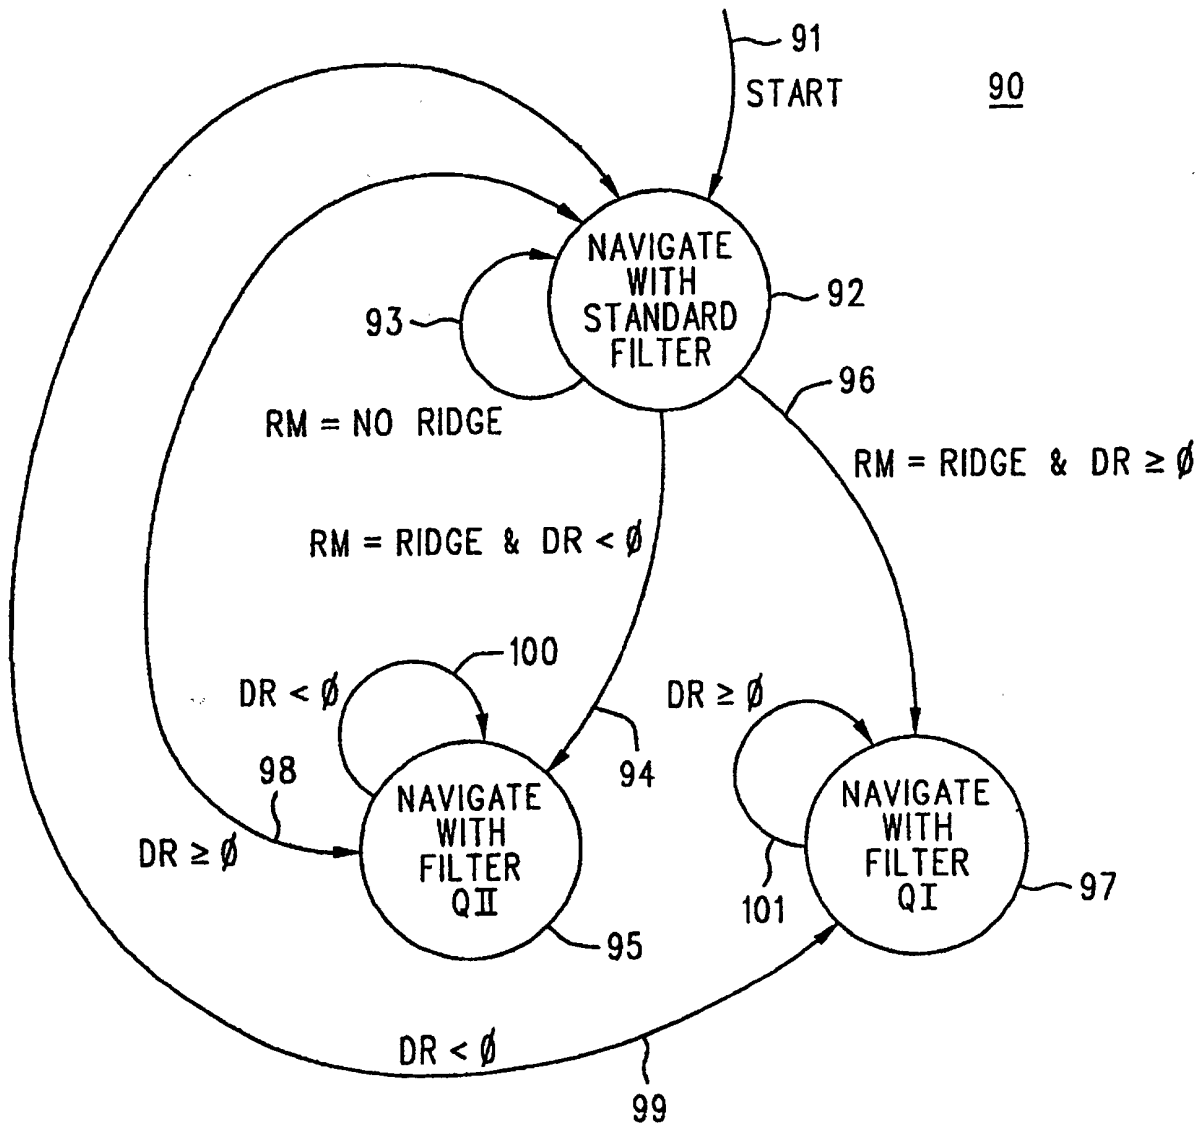 91
START
90
NAVIGATE
WITH
STANDARD
FILTER
92
93
96
RM = NO RIDGE
RM = RIDGE & DR ≥ Ø
RM = RIDGE & DR < Ø
100
DR < Ø
DR ≥ Ø
94
98
NAVIGATE
WITH
FILTER
QII
NAVIGATE
WITH
FILTER
QI
DR ≥ Ø
97
101
95
DR < Ø
99